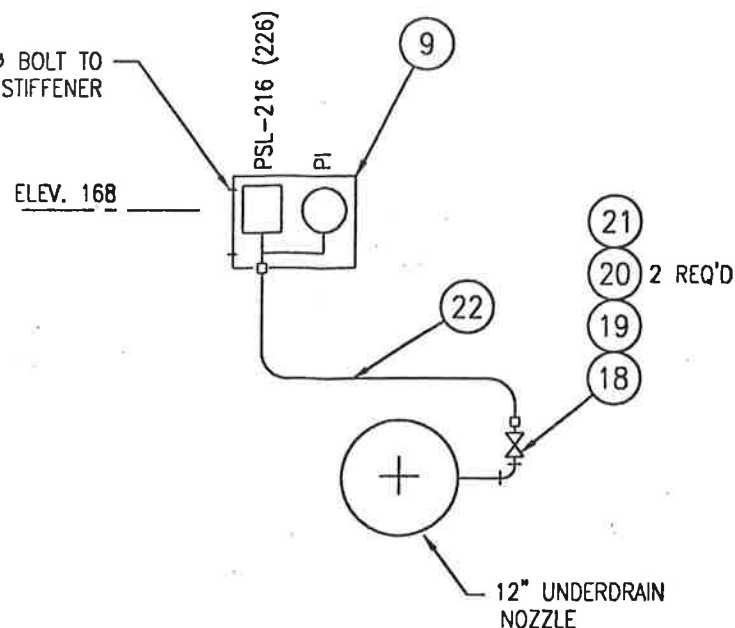 BOLT TO
STIFFENER
PSL-216 (226)
PI
9
ELEV. 168
21
20 2 REQ'D
19
18
22
12" UNDERDRAIN
NOZZLE